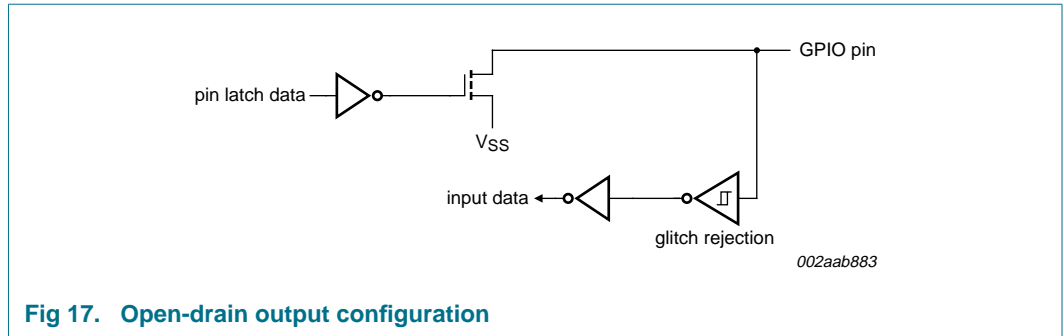 GPIO pin
pin latch data
VSS
input data
glitch rejection
002aab883
Fig 17. Open-drain output configuration